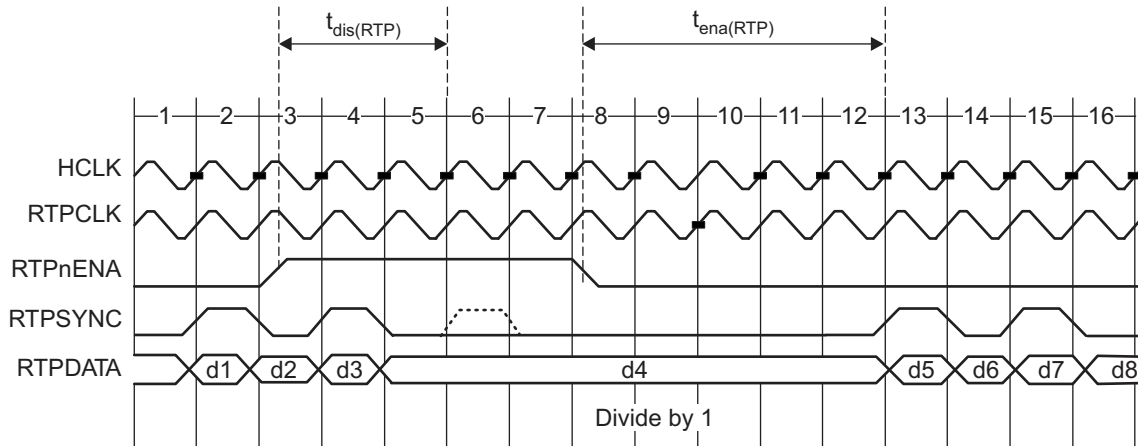 tdis(RTP) tena(RTP)
1 2 3 4 5 6 7 8 9 10 11 12 13 14 15 16
HCLK
RTPCLK
RTPnENA
RTPSYNC
RTPDATA d1 d2 d3 d4 d5 d6 d7 d8
Divide by 1